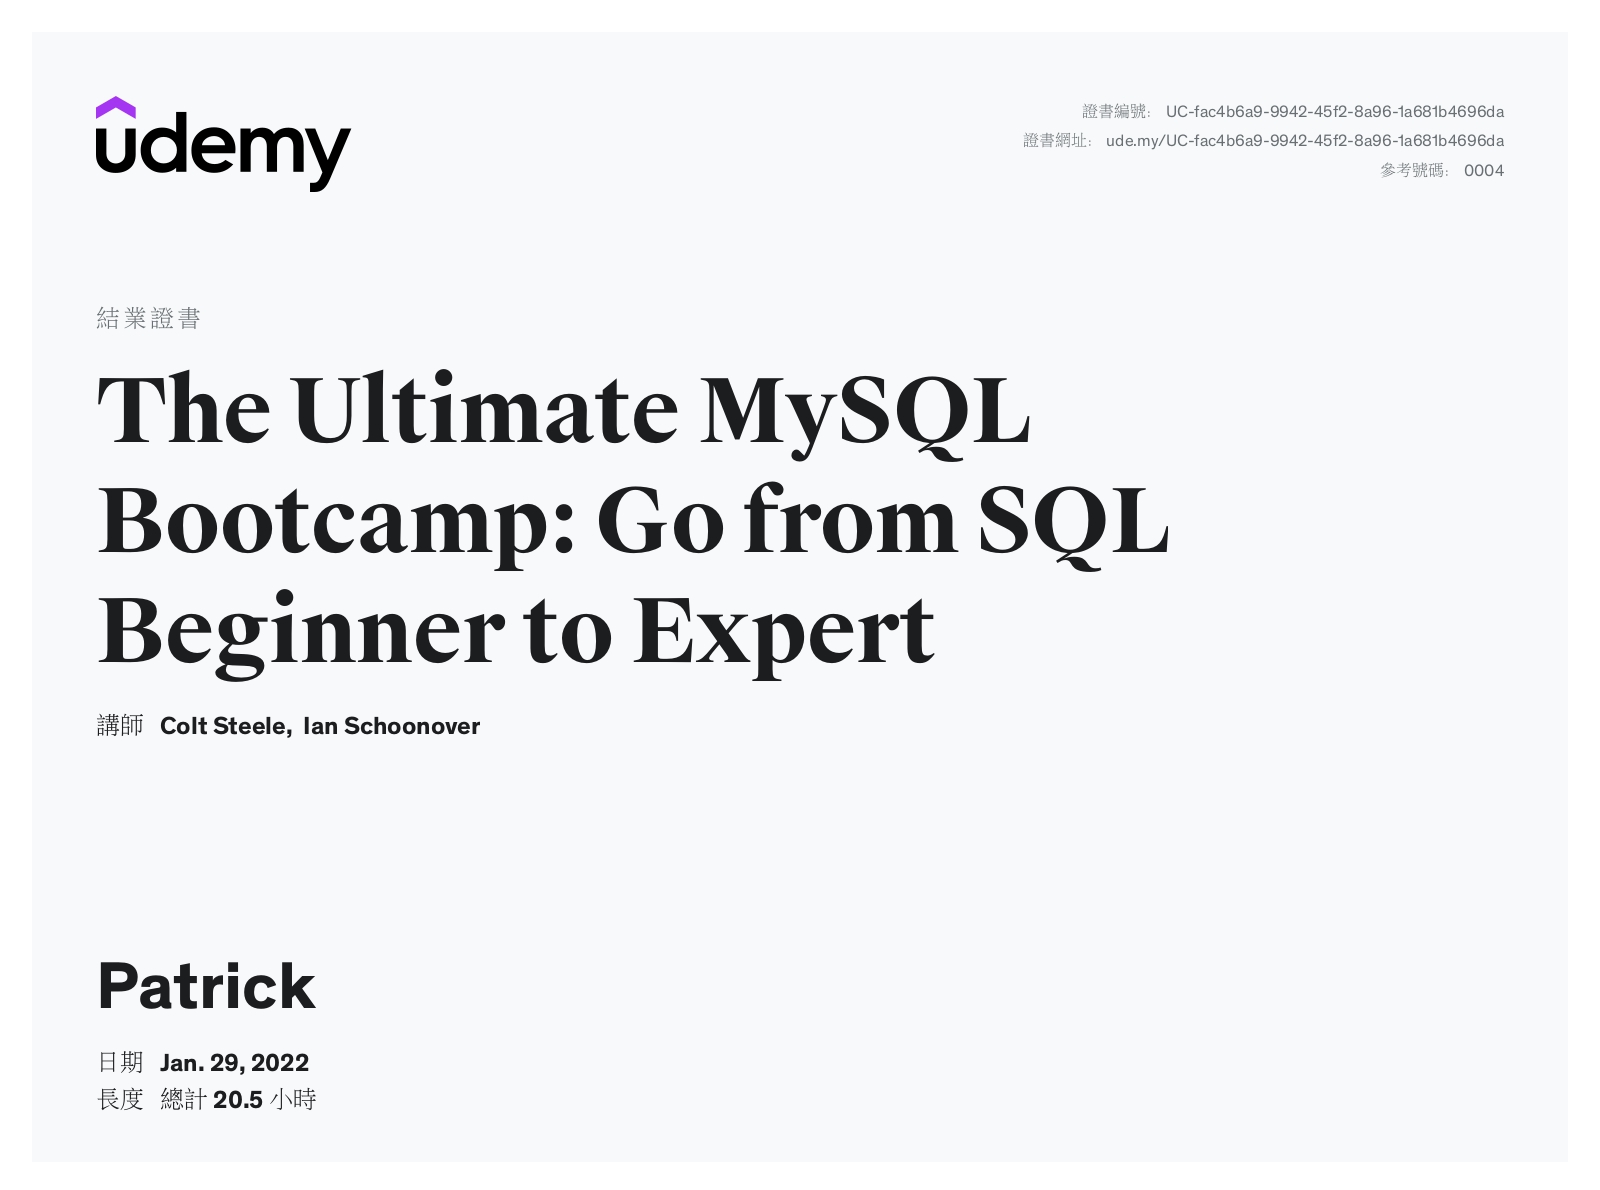 udemy
證書編號: UC-fac4b6a9-9942-45f2-8a96-1a681b4696da
證書網址: ude.my/UC-fac4b6a9-9942-45f2-8a96-1a681b4696da
參考號碼: 0004
結業證書
The Ultimate MySQL
Bootcamp: Go from SQL
Beginner to Expert
講師 Colt Steele, Ian Schoonover
Patrick
日期 Jan. 29, 2022
長度 總計 20.5 小時